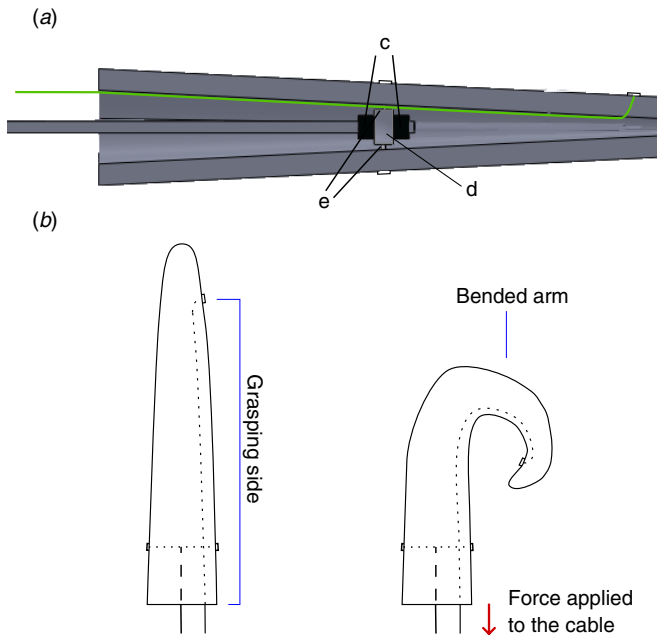 (a)
c
e
d
(b)
Grasping side
Bended arm
Force applied
to the cable